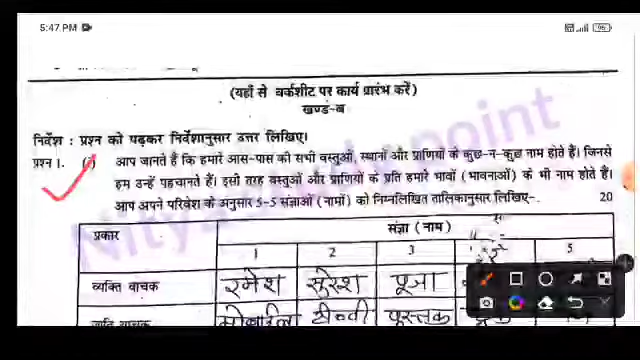 5:47 PM
(यहाँ से वर्कशीट पर कार्य प्रारंभ करें)
खण्ड-ब
निर्देश : प्रश्न को पढ़कर निर्देशानुसार उत्तर लिखिए।
प्रश्न 1. आप जानते हैं कि हमारे आस-पास की सभी वस्तुओं, स्थानों और प्राणियों के कुछ-न-कुछ नाम होते हैं। जिनसे
हम उन्हें पहचानते हैं। इसी तरह वस्तुओं और प्राणियों के प्रति हमारे भावों (भावनाओं) के भी नाम होते हैं।
आप अपने परिवेश के अनुसार 5-5 संज्ञाओं (नामों) को निम्नलिखित तालिकानुसार लिखिए-. 20
प्रकार संज्ञा (नाम)
1 2 3 5
व्यक्ति वाचक रमेश सुरेश पूजा
जाति वाचक पुस्तक